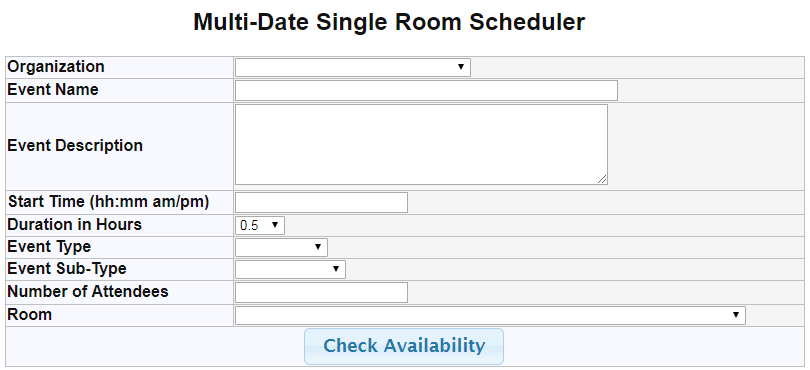 Multi-Date Single Room Scheduler
Organization
Event Name
Event Description
Start Time (hh:mm am/pm)
Duration in Hours 0.5
Event Type
Event Sub-Type
Number of Attendees
Room
Check Availability